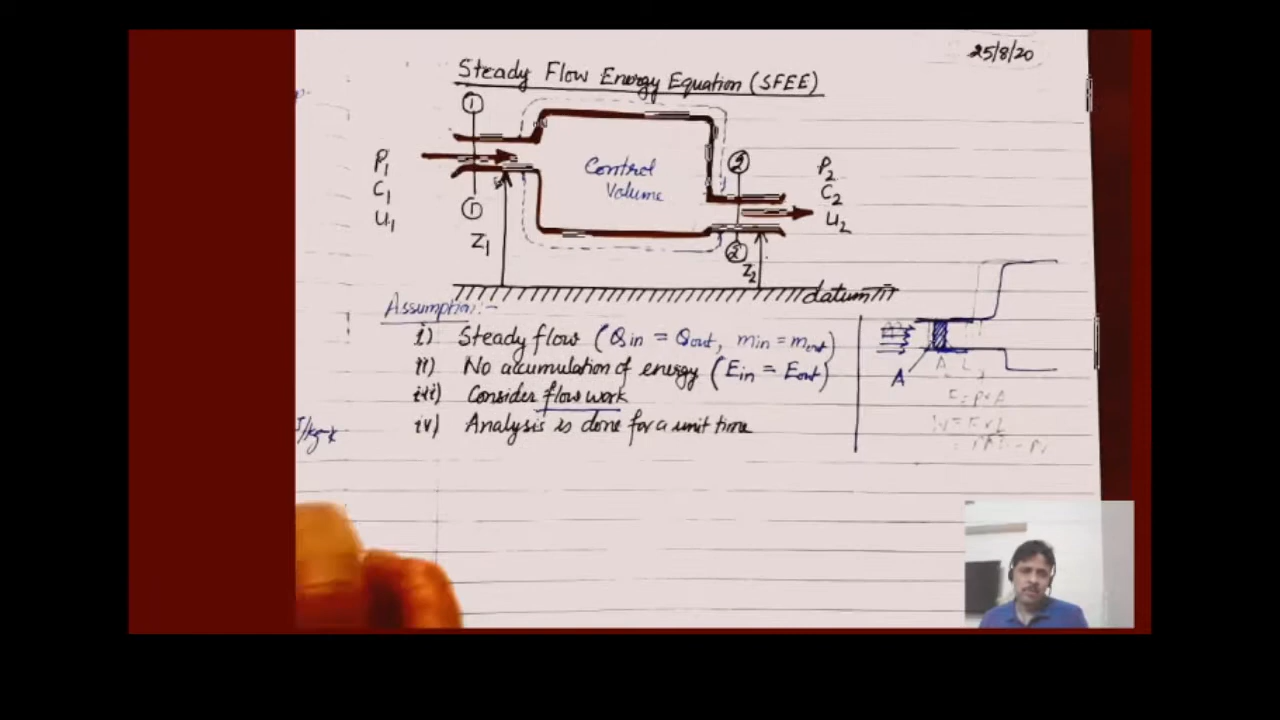 25/8/20
Steady Flow Energy Equation (SFEE)
1
P1
C1
U1
1
Z1
Control
Volume
2
P2
C2
U2
2
Z2
datum
Assumption:-
i) Steady flow (Qin = Qout, min = mout)
ii) No accumulation of energy (Ein = Eout)
iii) Consider flow work
iv) Analysis is done for a unit time
J/kg-k
A
A L
F = P×A
W = F×L